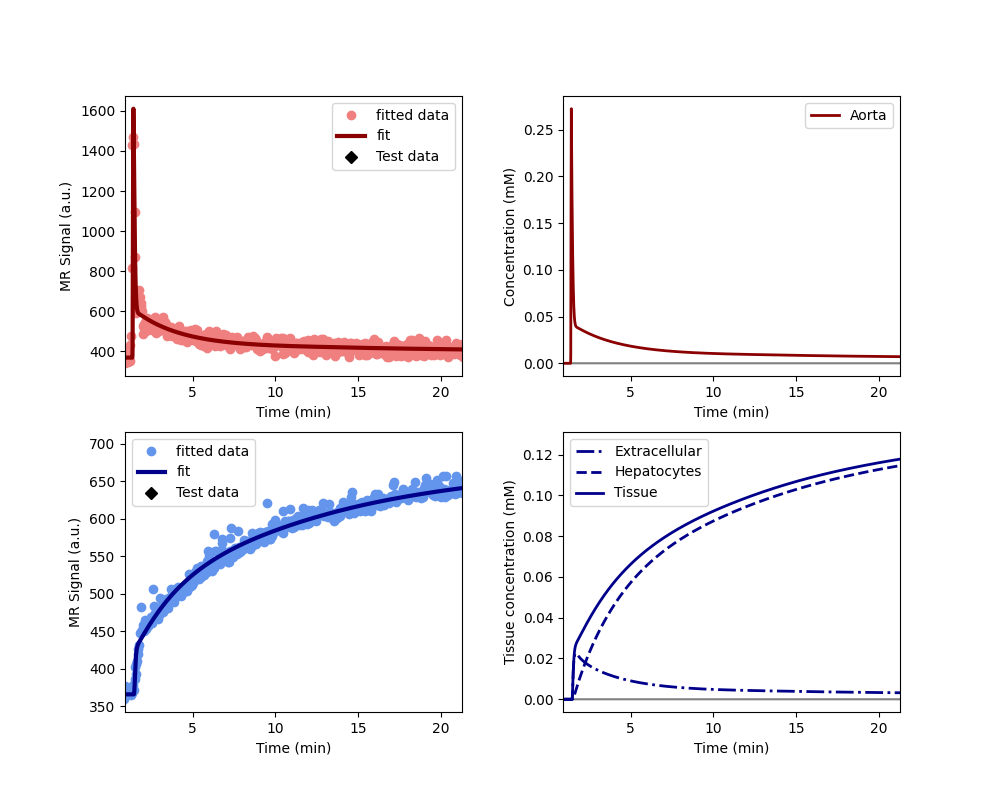 MR Signal (a.u.)
1600
1400
1200
1000
800
600
400
fitted data
fit
Test data
5
10
15
20
Time (min)
Concentration (mM)
0.25
0.20
0.15
0.10
0.05
0.00
Aorta
5
10
15
20
Time (min)
MR Signal (a.u.)
700
650
600
550
500
450
400
350
fitted data
fit
Test data
5
10
15
20
Time (min)
Tissue concentration (mM)
0.12
0.10
0.08
0.06
0.04
0.02
0.00
Extracellular
Hepatocytes
Tissue
5
10
15
20
Time (min)